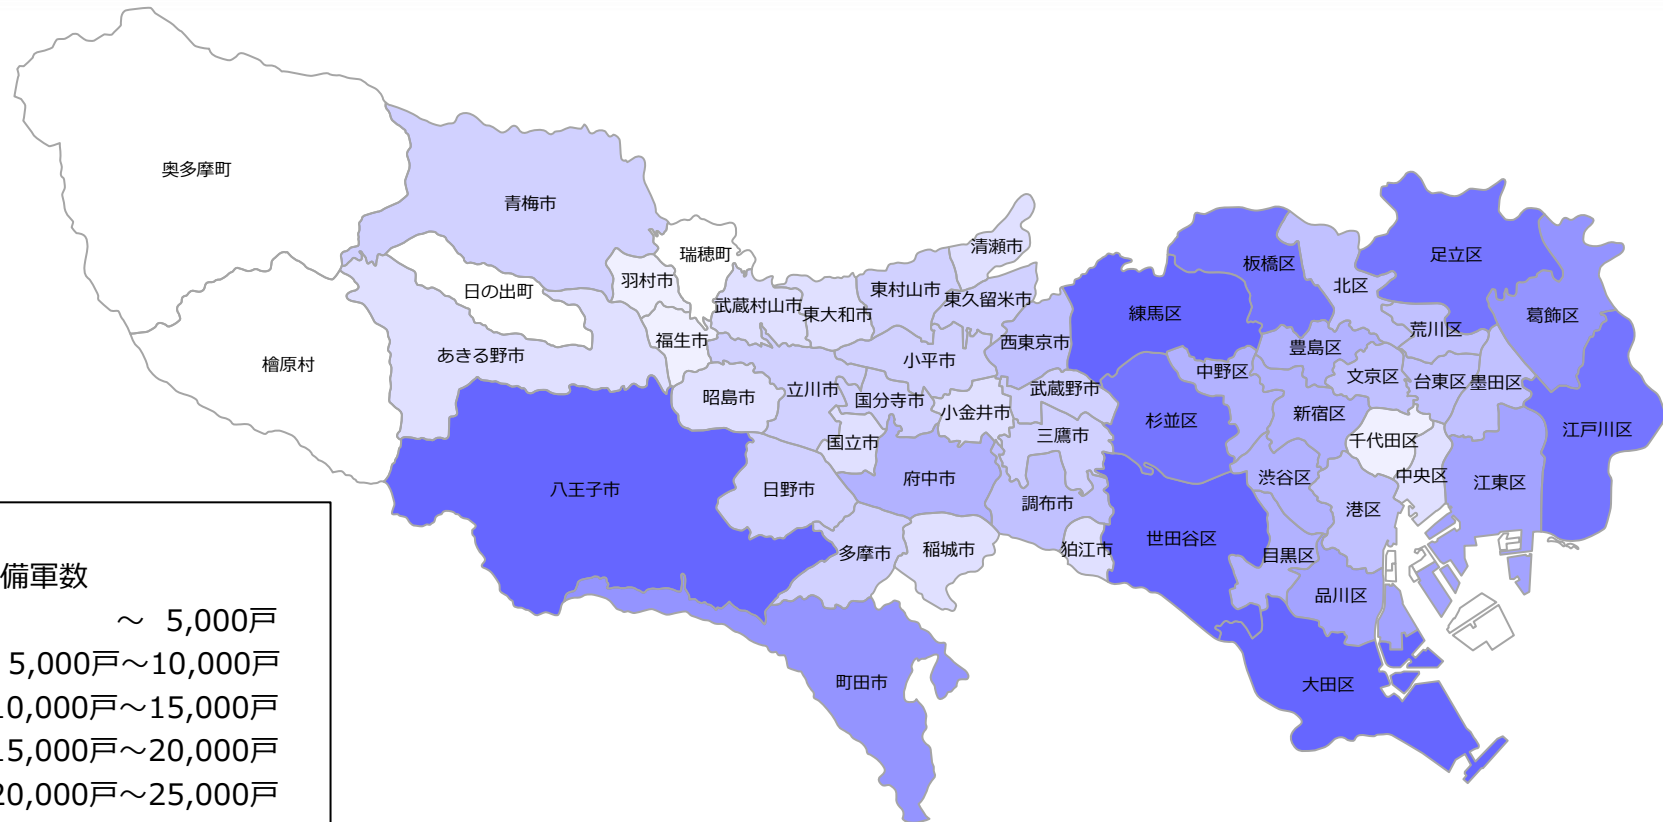 奥多摩町
青梅市
瑞穂町
清瀬市
板橋区
足立区
羽村市
日の出町
武蔵村山市
東大和市
東村山市
東久留米市
練馬区
北区
荒川区
葛飾区
福生市
あきる野市
檜原村
小平市
西東京市
豊島区
中野区
文京区
台東区
墨田区
昭島市
立川市
国分寺市
小金井市
武蔵野市
杉並区
新宿区
千代田区
江戸川区
国立市
三鷹市
八王子市
日野市
府中市
調布市
渋谷区
中央区
江東区
港区
世田谷区
多摩市
稲城市
狛江市
目黒区
品川区
町田市
大田区
備軍数
～ 5,000戸
5,000戸～10,000戸
10,000戸～15,000戸
15,000戸～20,000戸
20,000戸～25,000戸